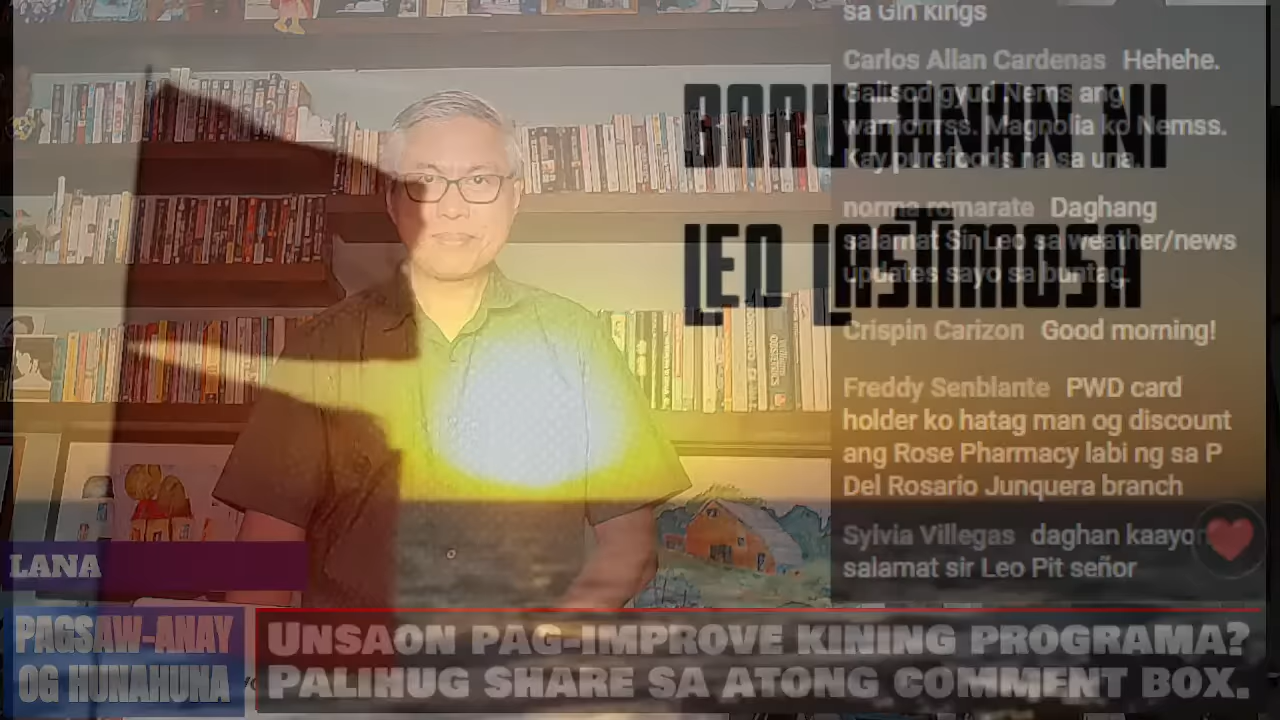 sa Gin kings
Carlos Allan Cardenas Hehehe.
Galisod gyud Nems ang
warriorrrss. Magnolia ko Nemss.
Kay purefoods na sa una.
BARUGANAN NI
norma romarate Daghang
salamat Sir Leo sa weather/news
updates sayo sa buntag.
LEO LASTIMOSA
Crispin Carizon Good morning!
Freddy Senblante PWD card
holder ko hatag man og discount
ang Rose Pharmacy labi ng sa P
Del Rosario Junquera branch
Sylvia Villegas daghan kaayo
salamat sir Leo Pit señor
LANA
PAGSAW-ANAY
OG HUNAHUNA
UNSAON PAG-IMPROVE KINING PROGRAMA?
PALIHUG SHARE SA ATONG COMMENT BOX.